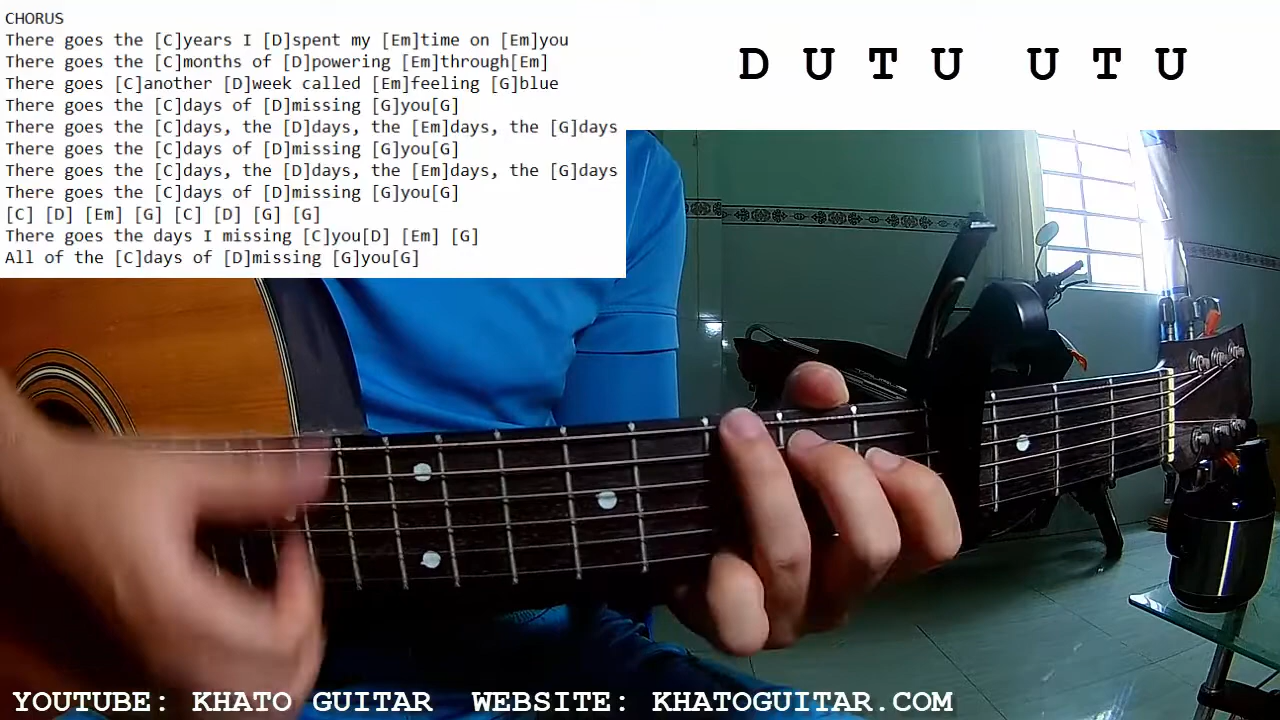 CHORUS
There goes the [C]years I [D]spent my [Em]time on [Em]you
There goes the [C]months of [D]powering [Em]through[Em]
There goes [C]another [D]week called [Em]feeling [G]blue
There goes the [C]days of [D]missing [G]you[G]
There goes the [C]days, the [D]days, the [Em]days, the [G]days
There goes the [C]days of [D]missing [G]you[G]
There goes the [C]days, the [D]days, the [Em]days, the [G]days
There goes the [C]days of [D]missing [G]you[G]
[C] [D] [Em] [G] [C] [D] [G] [G]
There goes the days I missing [C]you[D] [Em] [G]
All of the [C]days of [D]missing [G]you[G]
D U T U  U T U
YOUTUBE: KHATO GUITAR  WEBSITE: KHATOGUITAR.COM